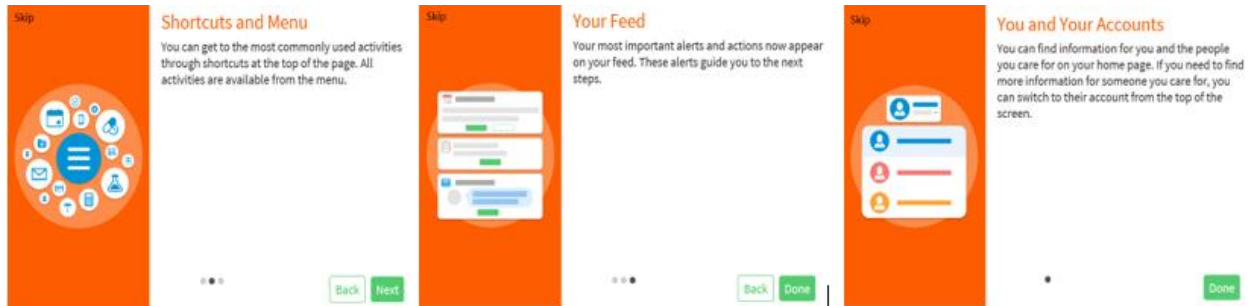 Skip
Shortcuts and Menu
You can get to the most commonly used activities
through shortcuts at the top of the page. All
activities are available from the menu.
Back
Next
Skip
Your Feed
Your most important alerts and actions now appear
on your feed. These alerts guide you to the next
steps.
Back
Done
Skip
You and Your Accounts
You can find information for you and the people
you care for on your home page. If you need to find
more information for someone you care for, you
can switch to their account from the top of the
screen.
Done